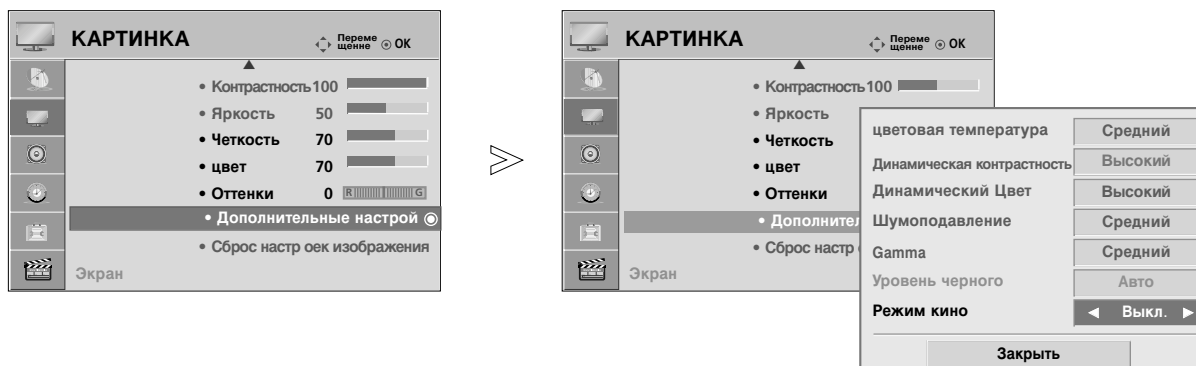 КАРТИНКА
Переме
щенне
ОК
• Контрастность 100
• Яркость 50
• Четкость 70
• цвет 70
• Оттенки 0 R G
• Дополнительные настрой
• Сброс настр оек изображения
Экран
КАРТИНКА
Переме
щенне
ОК
• Контрастность 100
• Яркость
• Четкость
• цвет
• Оттенки
• Дополнител
• Сброс настр
Экран
цветовая температура Средний
Динамическая контрастность Высокий
Динамический Цвет Высокий
Шумоподавление Средний
Gamma Средний
Уровень черного Авто
Режим кино ◀ Выкл. ▶
Закрыть